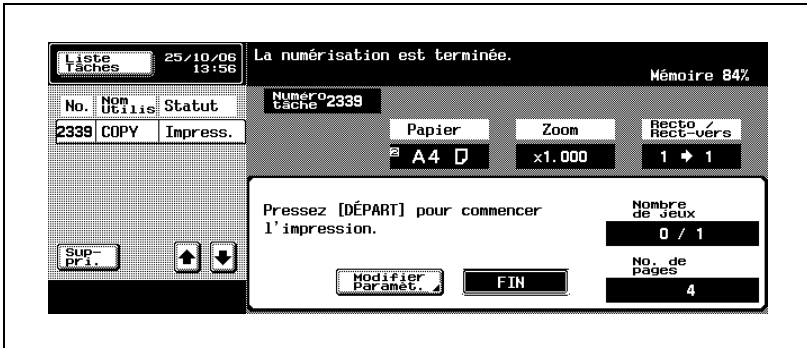 Liste
Tâches
25/10/06
13:56
La numérisation est terminée.
Mémoire 84%
No. Nom
Utilis Statut
2339 COPY Impress.
Numéro
tâche 2339
Papier
Zoom
Recto /
Rect-vers
2 A4
x1.000
1 ➔ 1
Pressez [DÉPART] pour commencer
l'impression.
Nombre
de jeux
0 / 1
No. de
pages
4
Sup-
pri.
Modifier
Paramèt.
FIN